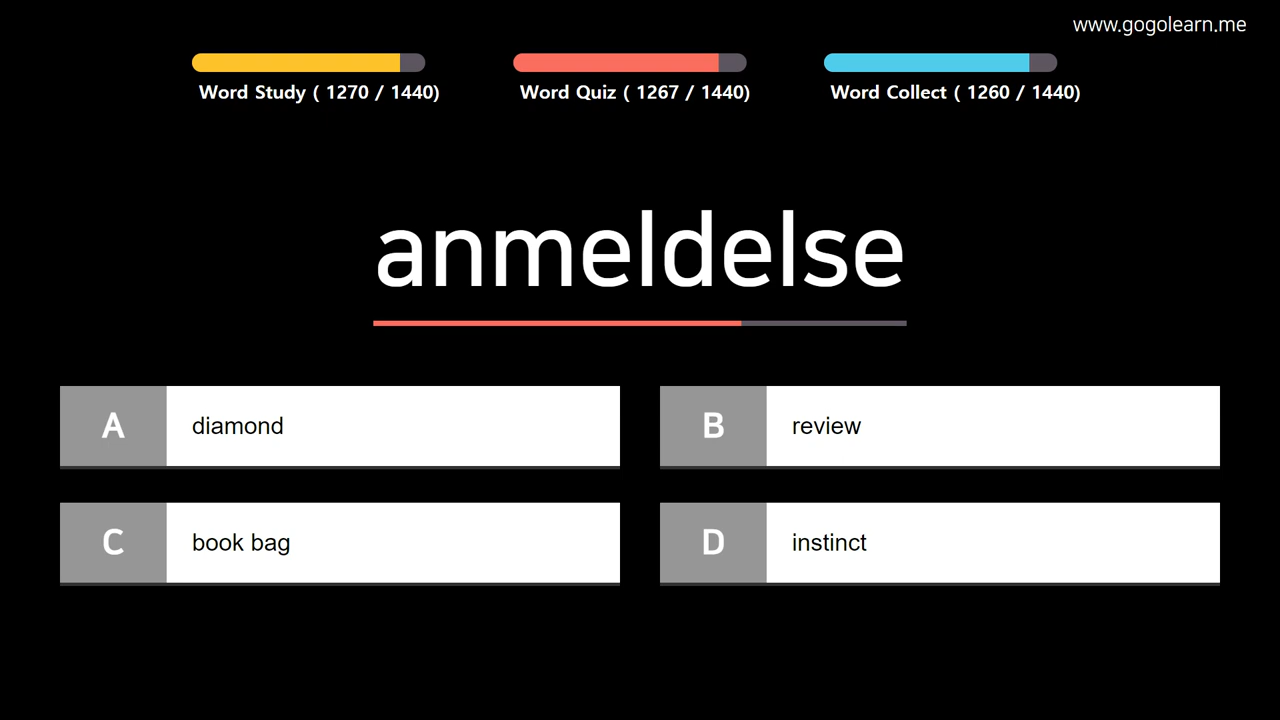 www.gogolearn.me
Word Study ( 1270 / 1440)
Word Quiz ( 1267 / 1440)
Word Collect ( 1260 / 1440)
anmeldelse
A diamond
B review
C book bag
D instinct